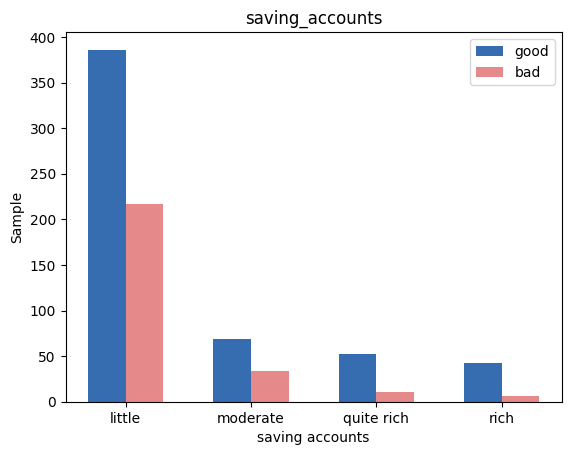 saving_accounts
good
bad
400
350
300
250
200
150
100
50
0
Sample
little
moderate
quite rich
rich
saving accounts